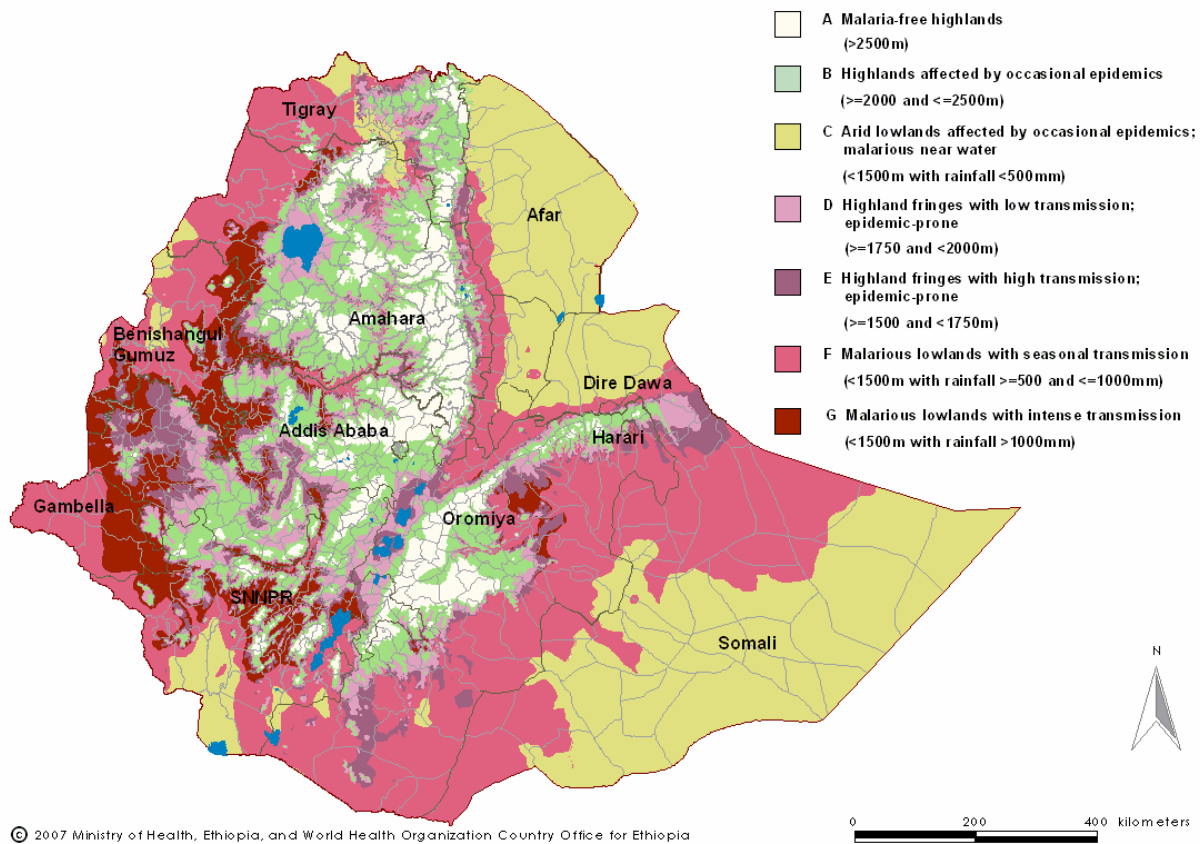 A Malaria-free highlands
(>2500m)
B Highlands affected by occasional epidemics
(>=2000 and <=2500m)
C Arid lowlands affected by occasional epidemics;
malarious near water
(<1500m with rainfall <500mm)
D Highland fringes with low transmission;
epidemic-prone
(>=1750 and <2000m)
E Highland fringes with high transmission;
epidemic-prone
(>=1500 and <1750m)
F Malarious lowlands with seasonal transmission
(<1500m with rainfall >=500 and <=1000mm)
G Malarious lowlands with intense transmission
(<1500m with rainfall >1000mm)
Tigray
Afar
Amahara
Benishangul
Gumuz
Dire Dawa
Addis Ababa
Harari
Gambella
Oromiya
SNNPR
Somali
N
0 200 400 kilometers
© 2007 Ministry of Health, Ethiopia, and World Health Organization Country Office for Ethiopia